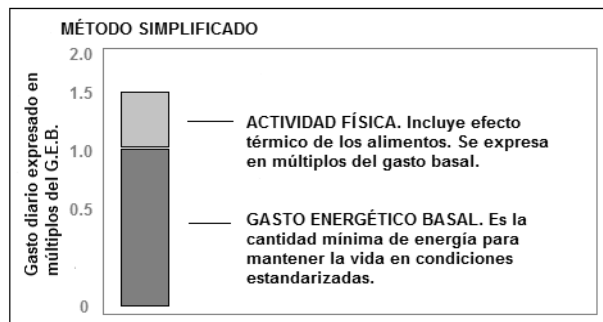 MÉTODO SIMPLIFICADO
Gasto diario expresado en
múltiplos del G.E.B.
2.0
1.5
1.0
0.5
0
ACTIVIDAD FÍSICA. Incluye efecto
térmico de los alimentos. Se expresa
en múltiplos del gasto basal.
GASTO ENERGÉTICO BASAL. Es la
cantidad mínima de energía para
mantener la vida en condiciones
estandarizadas.